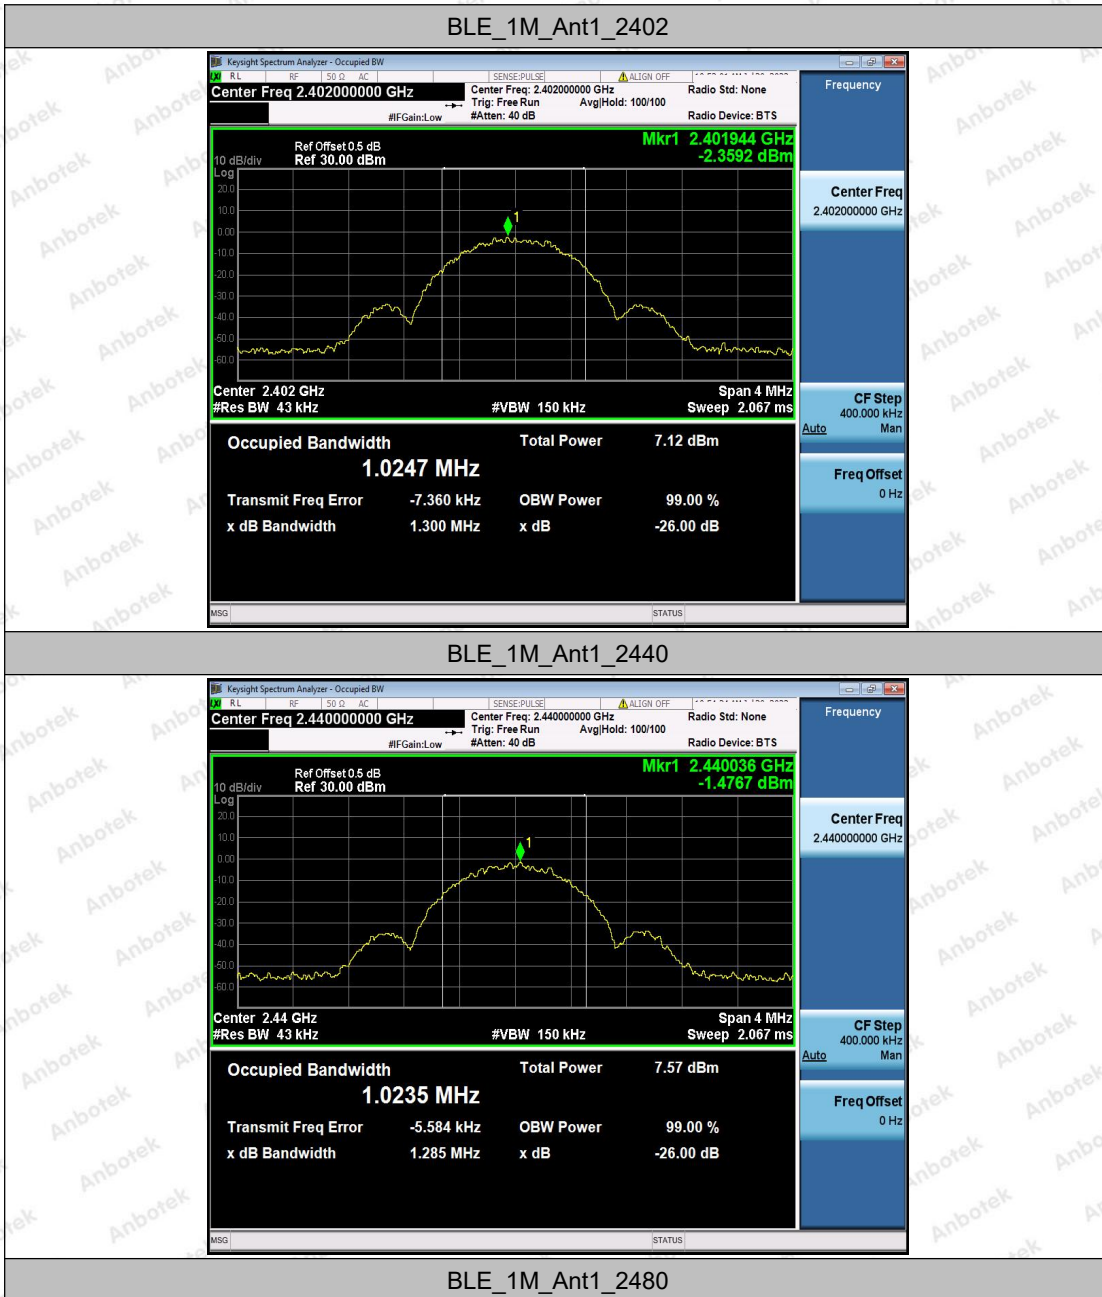 BLE_1M_Ant1_2402
Keysight Spectrum Analyzer - Occupied BW
RL RF 50 Ω AC SENSE:PULSE ALIGN OFF
Center Freq 2.402000000 GHz
Center Freq: 2.402000000 GHz Radio Std: None
Trig: Free Run Avg|Hold: 100/100
#IFGain:Low #Atten: 40 dB Radio Device: BTS
Frequency
Mkr1 2.401944 GHz
-2.3592 dBm
Ref Offset 0.5 dB
10 dB/div Ref 30.00 dBm
Log
20.0
10.0
0.00
-10.0
-20.0
-30.0
-40.0
-50.0
-60.0
1
Center 2.402 GHz Span 4 MHz
#Res BW 43 kHz #VBW 150 kHz Sweep 2.067 ms
Center Freq
2.402000000 GHz
CF Step
400.000 kHz
Auto Man
Freq Offset
0 Hz
Occupied Bandwidth Total Power 7.12 dBm
1.0247 MHz
Transmit Freq Error -7.360 kHz OBW Power 99.00 %
x dB Bandwidth 1.300 MHz x dB -26.00 dB
MSG STATUS
BLE_1M_Ant1_2440
Keysight Spectrum Analyzer - Occupied BW
RL RF 50 Ω AC SENSE:PULSE ALIGN OFF
Center Freq 2.440000000 GHz
Center Freq: 2.440000000 GHz Radio Std: None
Trig: Free Run Avg|Hold: 100/100
#IFGain:Low #Atten: 40 dB Radio Device: BTS
Frequency
Mkr1 2.440036 GHz
-1.4767 dBm
Ref Offset 0.5 dB
10 dB/div Ref 30.00 dBm
Log
20.0
10.0
0.00
-10.0
-20.0
-30.0
-40.0
-50.0
-60.0
1
Center 2.44 GHz Span 4 MHz
#Res BW 43 kHz #VBW 150 kHz Sweep 2.067 ms
Center Freq
2.440000000 GHz
CF Step
400.000 kHz
Auto Man
Freq Offset
0 Hz
Occupied Bandwidth Total Power 7.57 dBm
1.0235 MHz
Transmit Freq Error -5.584 kHz OBW Power 99.00 %
x dB Bandwidth 1.285 MHz x dB -26.00 dB
MSG STATUS
BLE_1M_Ant1_2480
Anbotek